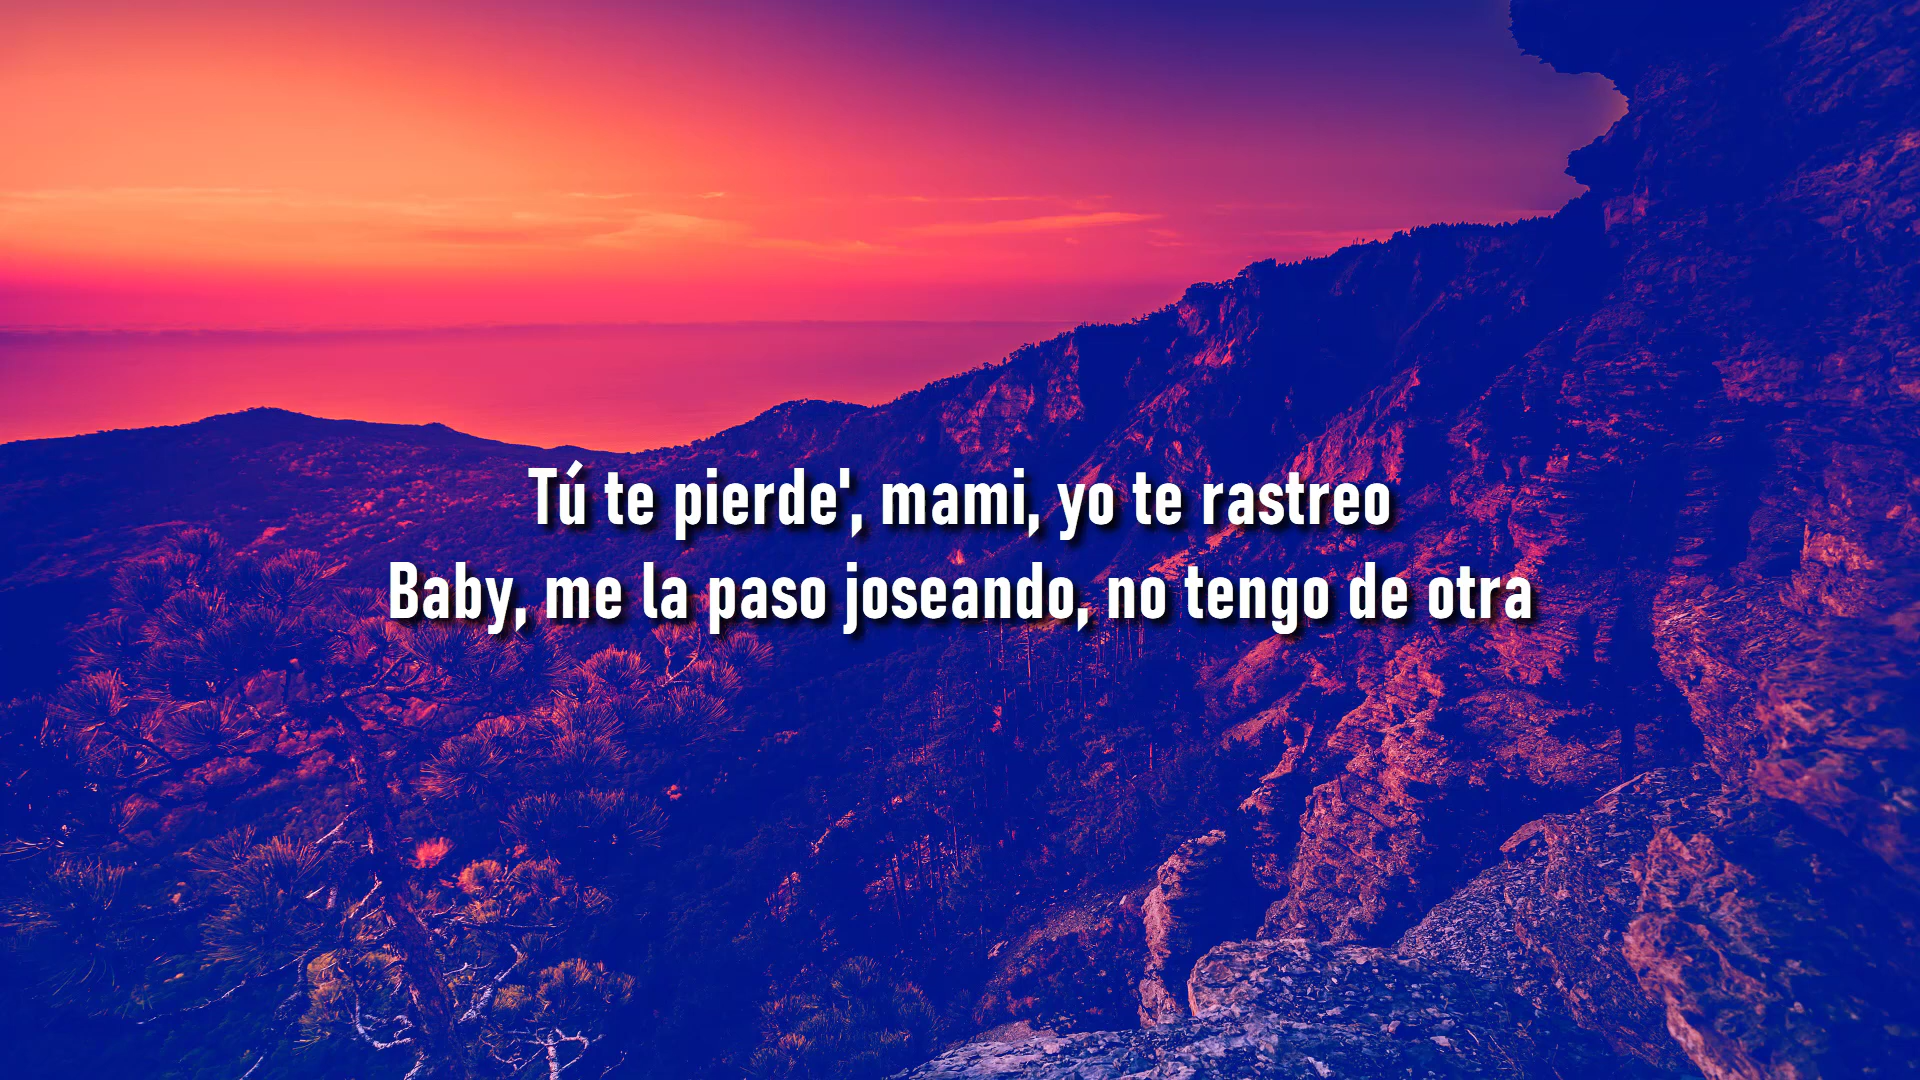 Tú te pierde', mami, yo te rastreo
Baby, me la paso joseando, no tengo de otra